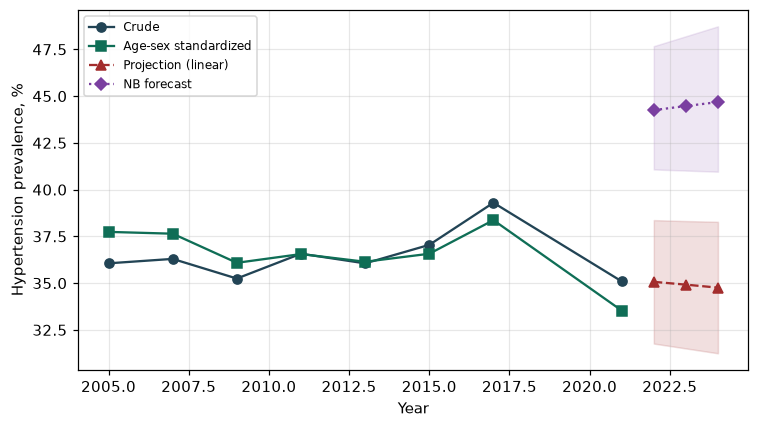 Crude
Age-sex standardized
Projection (linear)
NB forecast
Hypertension prevalence, %
47.5
45.0
42.5
40.0
37.5
35.0
32.5
2005.0 2007.5 2010.0 2012.5 2015.0 2017.5 2020.0 2022.5
Year